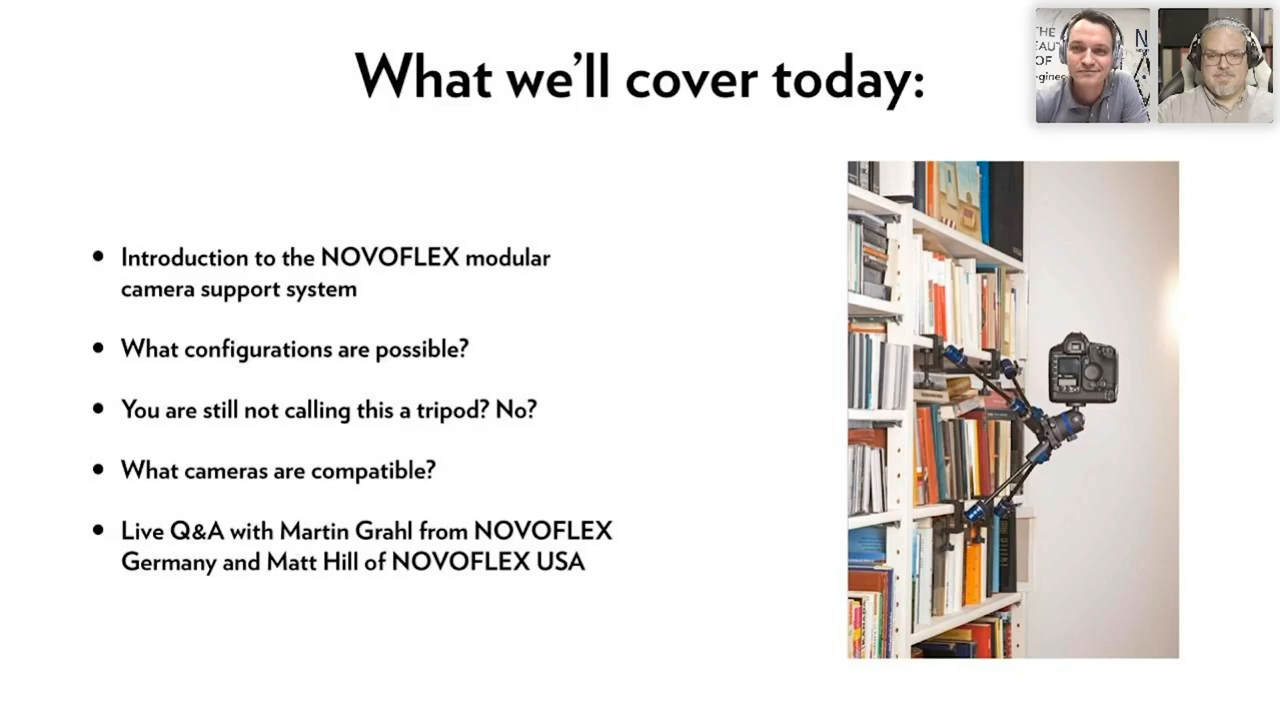 What we'll cover today:
• Introduction to the NOVOFLEX modular
camera support system
• What configurations are possible?
• You are still not calling this a tripod? No?
• What cameras are compatible?
• Live Q&A with Martin Grahl from NOVOFLEX
Germany and Matt Hill of NOVOFLEX USA
THE
OF